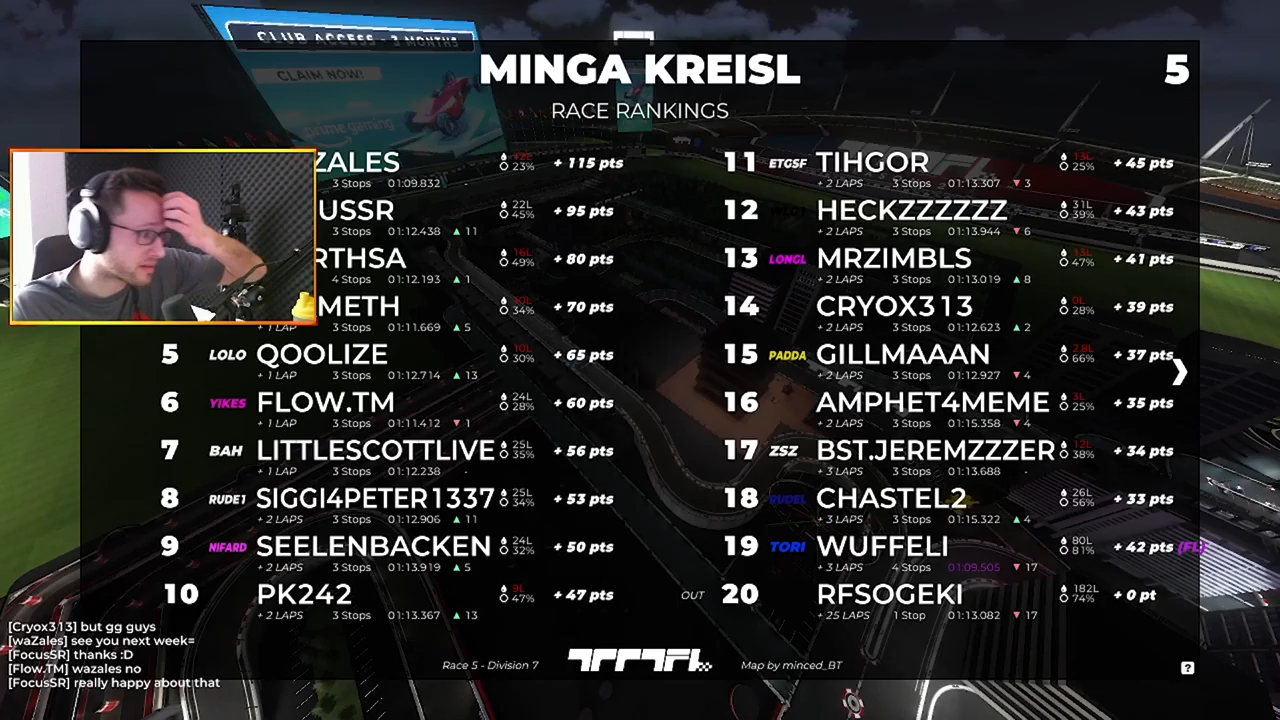 CLUB ACCESS - 3 MONTHS
CLAIM NOW!
prime gaming
MINGA KREISL
5
RACE RANKINGS
ZALES 23% + 115 pts
3 Stops 01:09.832 -
USSR 22L 45% + 95 pts
3 Stops 01:12.438 ▲ 11
RTHSA 16L 49% + 80 pts
4 Stops 01:12.193 ▲ 1
METH 10L 34% + 70 pts
+ 1 LAP 3 Stops 01:11.669 ▲ 5
5 LOLO QOOLIZE 10L 30% + 65 pts
+ 1 LAP 3 Stops 01:12.714 ▲ 13
6 YIKES FLOW.TM 24L 28% + 60 pts
+ 1 LAP 3 Stops 01:11.412 ▼ 1
7 BAH LITTLESCOTTLIVE 25L 35% + 56 pts
+ 1 LAP 3 Stops 01:12.238 -
8 RUDE1 SIGGI4PETER1337 25L 34% + 53 pts
+ 2 LAPS 3 Stops 01:12.906 ▲ 11
9 NIFARD SEELENBACKEN 24L 32% + 50 pts
+ 2 LAPS 3 Stops 01:13.919 ▲ 5
10 PK242 9L 47% + 47 pts
+ 2 LAPS 3 Stops 01:13.367 ▲ 13
11 ETGSF TIHGOR 13L 25% + 45 pts
+ 2 LAPS 3 Stops 01:13.307 ▼ 3
12 HECKZZZZZZ 31L 39% + 43 pts
+ 2 LAPS 3 Stops 01:13.944 ▼ 6
13 LONGL MRZIMBLS 13L 47% + 41 pts
+ 2 LAPS 3 Stops 01:13.019 ▲ 8
14 CRYOX313 0L 28% + 39 pts
+ 2 LAPS 3 Stops 01:12.623 ▲ 2
15 PADDA GILLMAAAN 2.8L 66% + 37 pts
+ 2 LAPS 3 Stops 01:12.927 ▼ 4
16 AMPHET4MEME 3L 25% + 35 pts
+ 2 LAPS 3 Stops 01:15.358 ▼ 4
17 ZSZ BST.JEREMZZZER 12L 38% + 34 pts
+ 3 LAPS 3 Stops 01:13.688 -
18 RUDEL CHASTEL2 26L 56% + 33 pts
+ 3 LAPS 3 Stops 01:15.322 ▲ 4
19 TORI WUFFELI 80L 81% + 42 pts (FL)
+ 3 LAPS 4 Stops 01:09.505 ▼ 17
OUT 20 RFSOGEKI 182L 74% + 0 pt
+ 25 LAPS 1 Stop 01:13.082 ▼ 17
[Cryox313] but gg guys
[waZales] see you next week=
[FocusSR] thanks :D
[Flow.TM] wazales no
[FocusSR] really happy about that
Race 5 - Division 7
TTTFL
Map by minced_BT
?